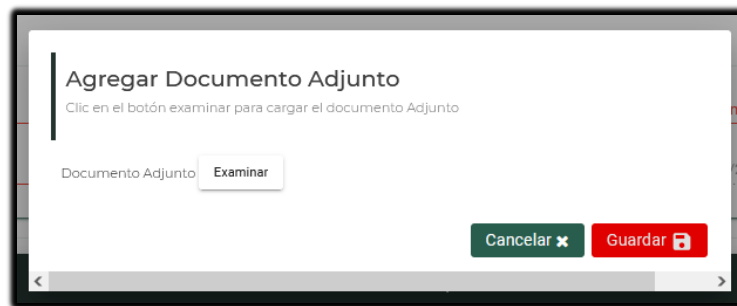 Agregar Documento Adjunto
Clic en el botón examinar para cargar el documento Adjunto
Documento Adjunto Examinar
Cancelar Guardar